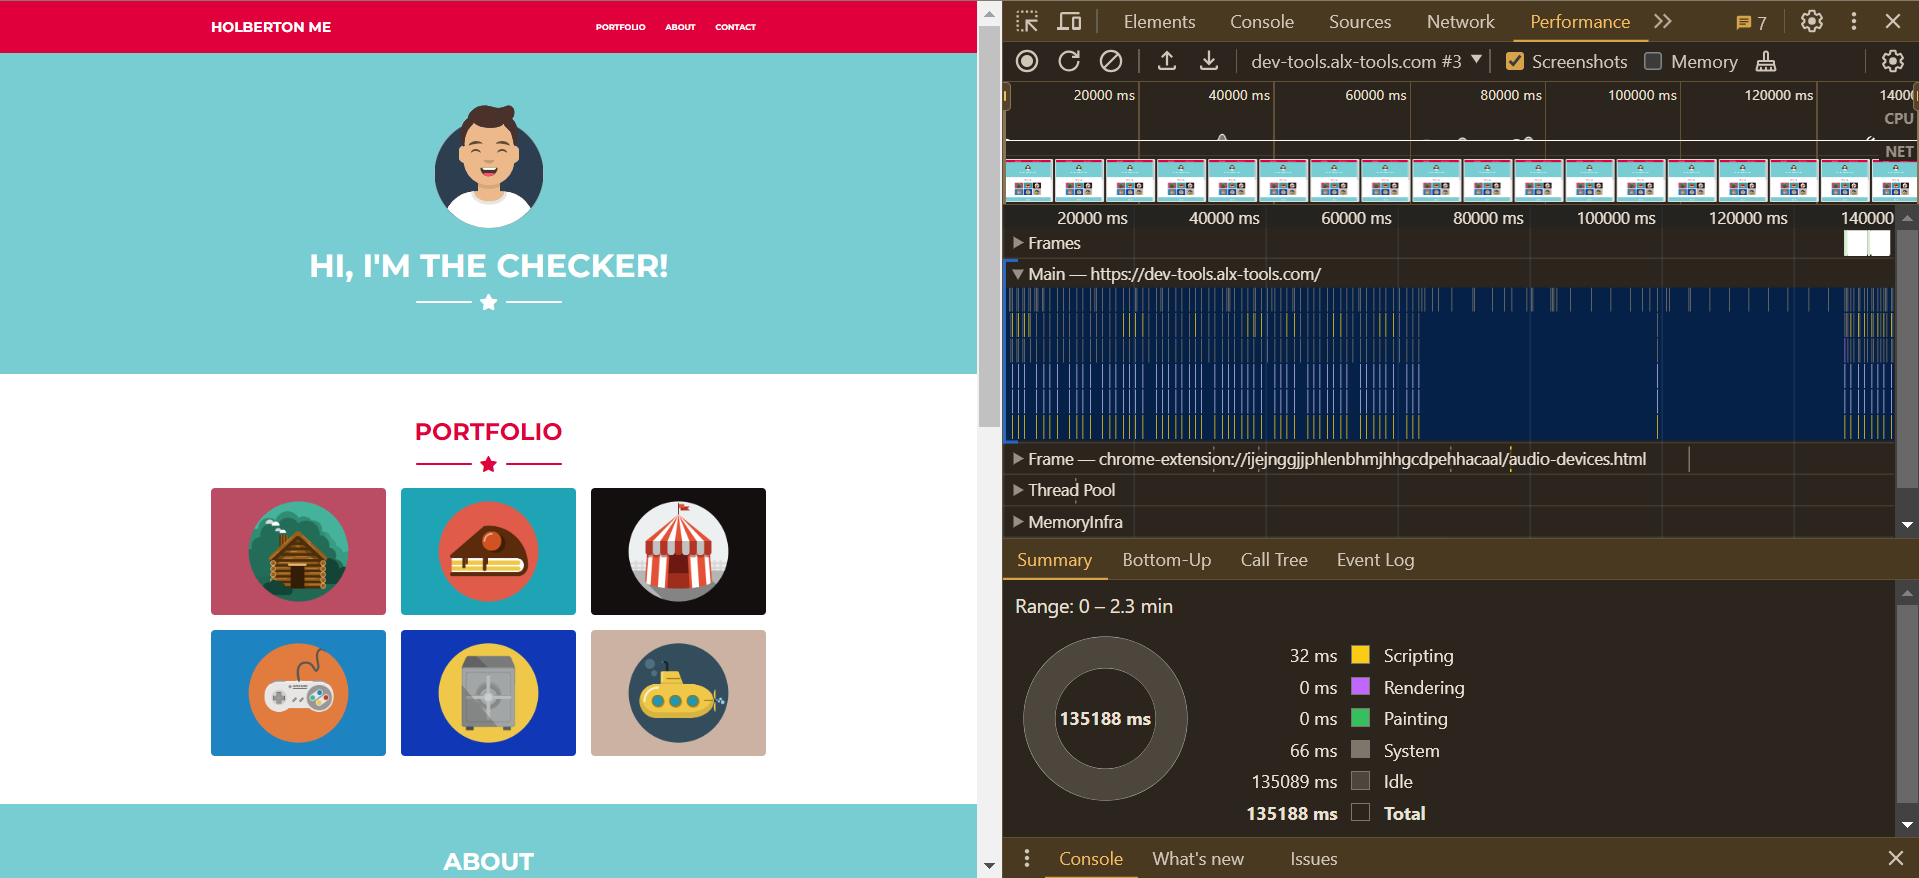 HOLBERTON ME
PORTFOLIO ABOUT CONTACT
HI, I'M THE CHECKER!
PORTFOLIO
ABOUT
Elements Console Sources Network Performance 7
dev-tools.alx-tools.com #3 Screenshots Memory
20000 ms 40000 ms 60000 ms 80000 ms 100000 ms 120000 ms 1400
CPU
NET
20000 ms 40000 ms 60000 ms 80000 ms 100000 ms 120000 ms 140000
Frames
Main — https://dev-tools.alx-tools.com/
Frame — chrome-extension://ijejnggjjphlenbhmjhhgcdpehhacaal/audio-devices.html
Thread Pool
MemoryInfra
Summary Bottom-Up Call Tree Event Log
Range: 0 – 2.3 min
135188 ms
32 ms Scripting
0 ms Rendering
0 ms Painting
66 ms System
135089 ms Idle
135188 ms Total
Console What's new Issues